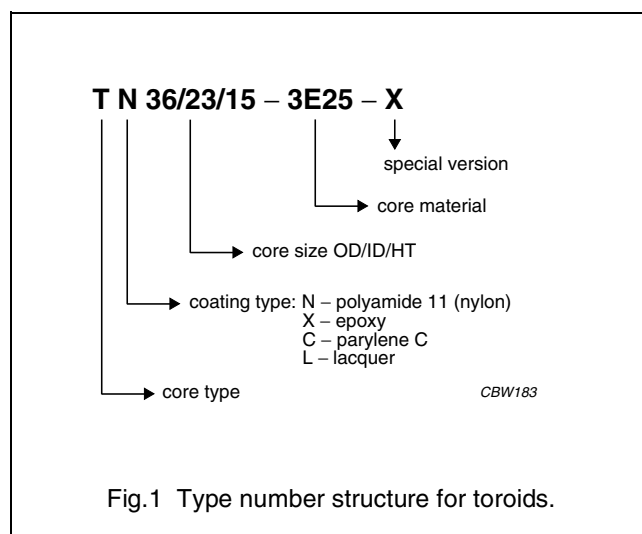 T N 36/23/15 – 3E25 – X
special version
core material
core size OD/ID/HT
coating type: N – polyamide 11 (nylon)
X – epoxy
C – parylene C
L – lacquer
core type
CBW183
Fig.1 Type number structure for toroids.